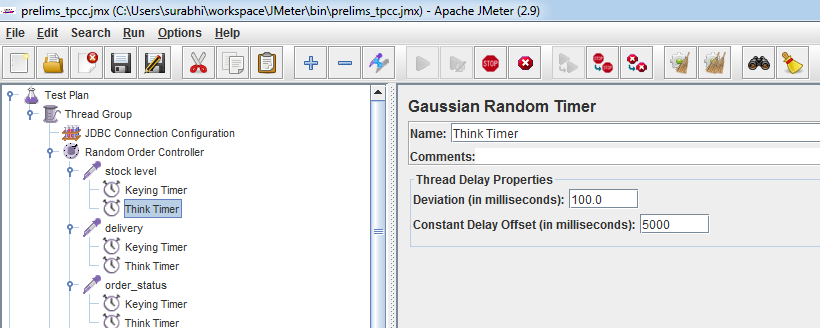 prelims_tpcc.jmx (C:\Users\surabhi\workspace\JMeter\bin\prelims_tpcc.jmx) - Apache JMeter (2.9)
File Edit Search Run Options Help
Test Plan
Thread Group
JDBC Connection Configuration
Random Order Controller
stock level
Keying Timer
Think Timer
delivery
Keying Timer
Think Timer
order_status
Keying Timer
Think Timer
Gaussian Random Timer
Name: Think Timer
Comments:
Thread Delay Properties
Deviation (in milliseconds): 100.0
Constant Delay Offset (in milliseconds): 5000